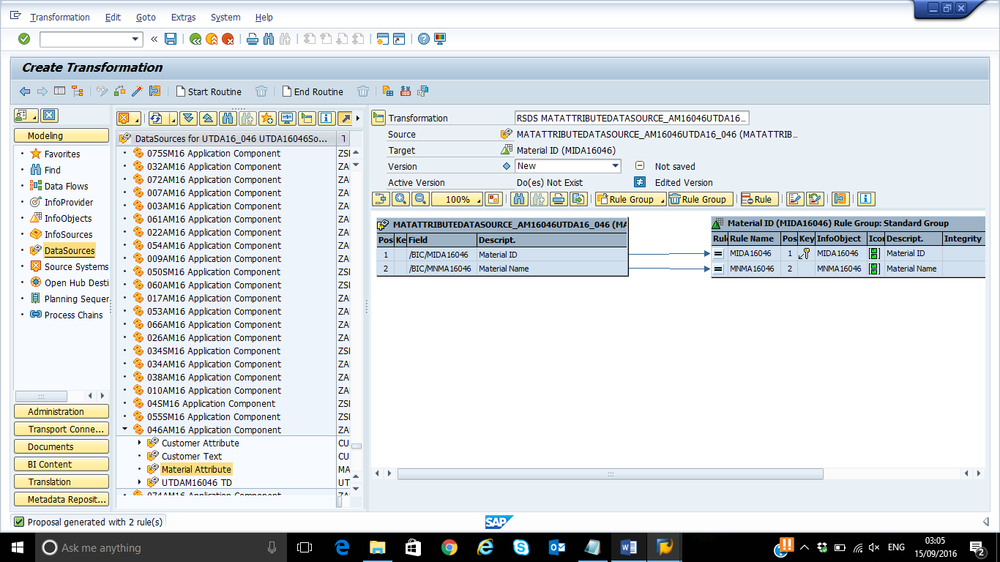 Transformation Edit Goto Extras System Help
Create Transformation
Start Routine End Routine
Modeling
Favorites
Find
Data Flows
InfoProvider
InfoObjects
InfoSources
DataSources
Source Systems
Open Hub Desti
Planning Sequer
Process Chains
Administration
Transport Conne...
Documents
BI Content
Translation
Metadata Reposit...
DataSources for UTDA16_046 UTDA16046So... T
075SM16 Application Component ZSI
032AM16 Application Component ZA
072AM16 Application Component ZA
007AM16 Application Component ZA
003AM16 Application Component ZA
061AM16 Application Component ZA
022AM16 Application Component ZA
054AM16 Application Component ZA
009AM16 Application Component ZA
050SM16 Application Component ZSI
060AM16 Application Component ZA
017AM16 Application Component ZA
053AM16 Application Component ZA
066AM16 Application Component ZA
026AM16 Application Component ZA
034SM16 Application Component ZSI
034AM16 Application Component ZA
038AM16 Application Component ZA
010AM16 Application Component ZA
04SM16 Application Component ZSI
055SM16 Application Component ZSI
046AM16 Application Component ZA
Customer Attribute CU
Customer Text CU
Material Attribute MA
UTDAM16046 TD UT
074AM16 Application Component ZA
Transformation RSDS MATATTRIBUTEDATASOURCE_AM16046UTDA16...
Source MATATTRIBUTEDATASOURCE_AM16046UTDA16_046 (MATATTRIB...
Target Material ID (MIDA16046)
Version New Not saved
Active Version Do(es) Not Exist Edited Version
100% Rule Group Rule Group Rule
MATATTRIBUTEDATASOURCE_AM16046UTDA16_046 (MA
Pos Ke Field Descript.
1 /BIC/MIDA16046 Material ID
2 /BIC/MNMA16046 Material Name
Material ID (MIDA16046) Rule Group: Standard Group
Rule Rule Name Pos Key InfoObject Icon Descript. Integrity
MIDA16046 1 MIDA16046 Material ID
MNMA16046 2 MNMA16046 Material Name
Proposal generated with 2 rule(s)
SAP
Ask me anything
ENG
03:05
15/09/2016
2